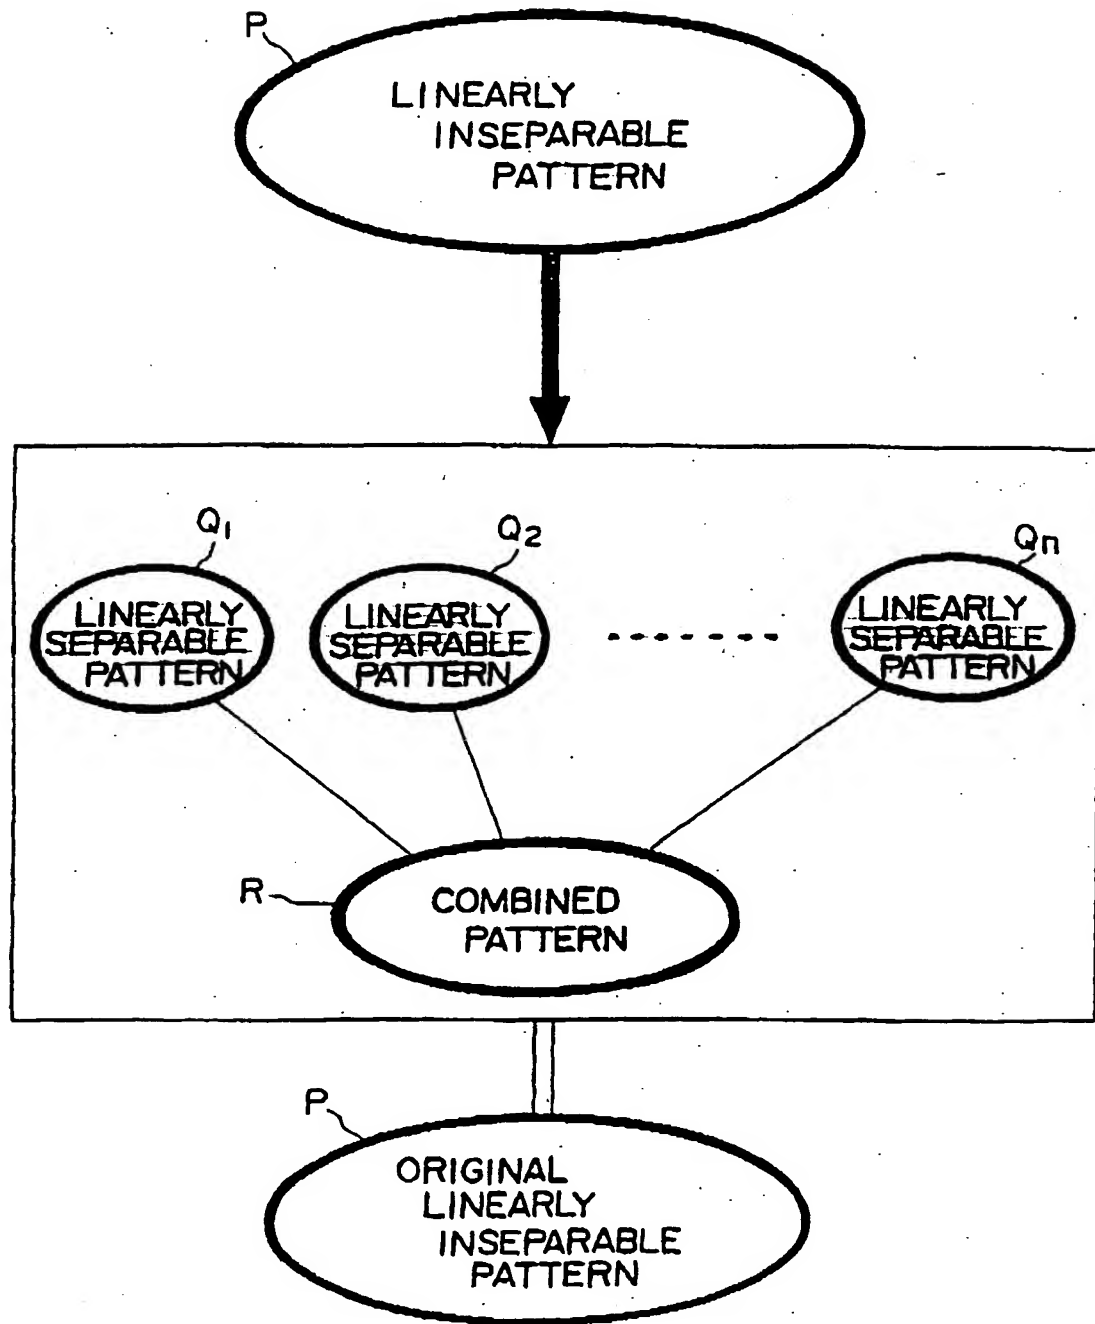 P
LINEARLY
INSEPARABLE
PATTERN
Q1
LINEARLY
SEPARABLE
PATTERN
Q2
LINEARLY
SEPARABLE
PATTERN
Qn
LINEARLY
SEPARABLE
PATTERN
R
COMBINED
PATTERN
P
ORIGINAL
LINEARLY
INSEPARABLE
PATTERN